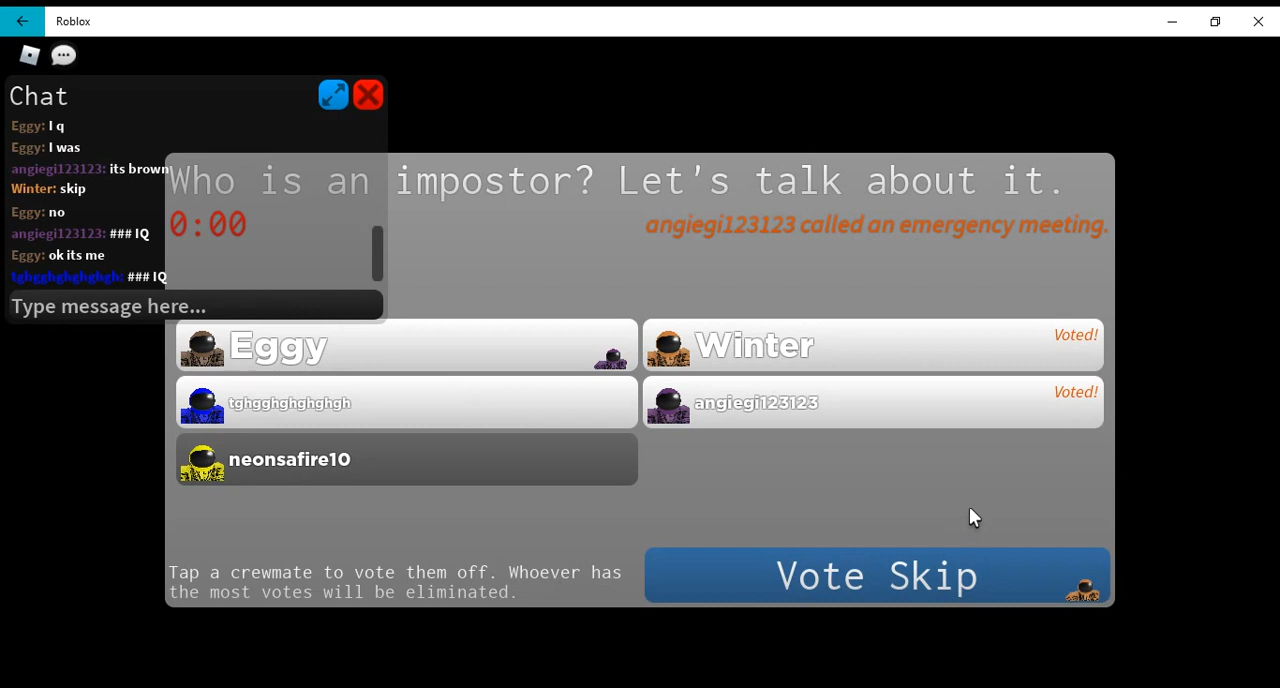 Roblox
Chat
Eggy: I q
Eggy: I was
angiegi123123: its brown
Winter: skip
Eggy: no
angiegi123123: ### IQ
Eggy: ok its me
tghgghghghghgh: ### IQ
Type message here...
Who is an impostor? Let's talk about it.
0:00
angiegi123123 called an emergency meeting.
Eggy
Winter
Voted!
tghgghghghghgh
angiegi123123
Voted!
neonsafire10
Tap a crewmate to vote them off. Whoever has
the most votes will be eliminated.
Vote Skip